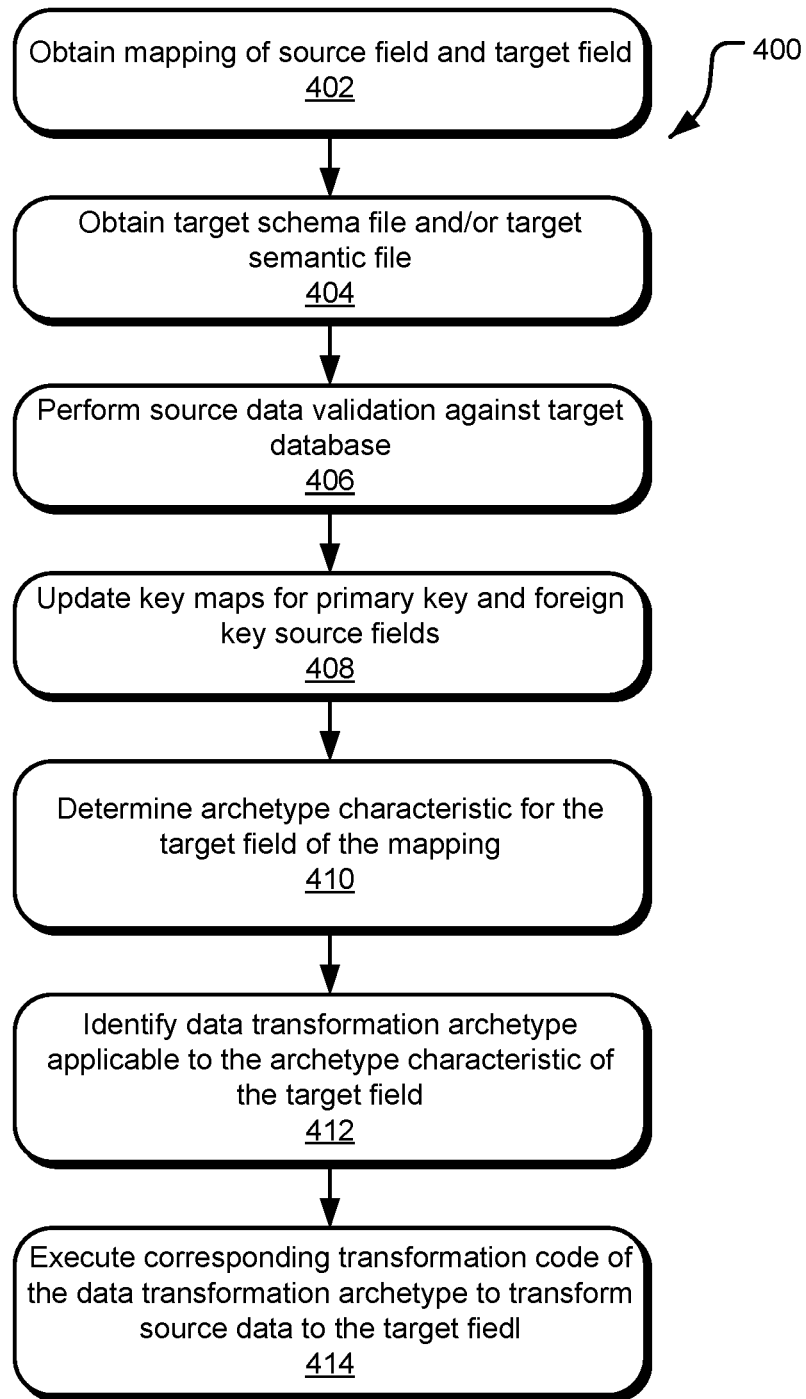 Obtain mapping of source field and target field
402
400
Obtain target schema file and/or target
semantic file
404
Perform source data validation against target
database
406
Update key maps for primary key and foreign
key source fields
408
Determine archetype characteristic for the
target field of the mapping
410
Identify data transformation archetype
applicable to the archetype characteristic of
the target field
412
Execute corresponding transformation code of
the data transformation archetype to transform
source data to the target fiedl
414